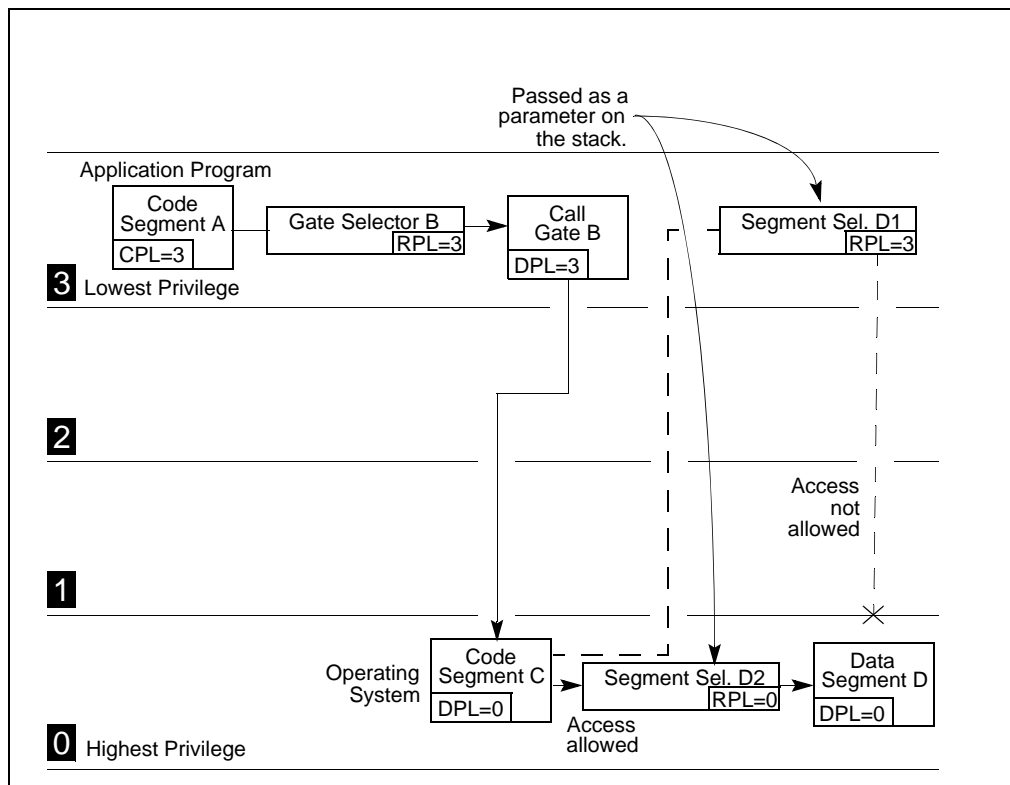 Passed as a
parameter on
the stack.
Application Program
Code
Segment A
CPL=3
Gate Selector B
RPL=3
Call
Gate B
DPL=3
Segment Sel. D1
RPL=3
3 Lowest Privilege
2
Access
not
allowed
1
Operating
System
Code
Segment C
DPL=0
Segment Sel. D2
RPL=0
Data
Segment D
DPL=0
Access
allowed
0 Highest Privilege